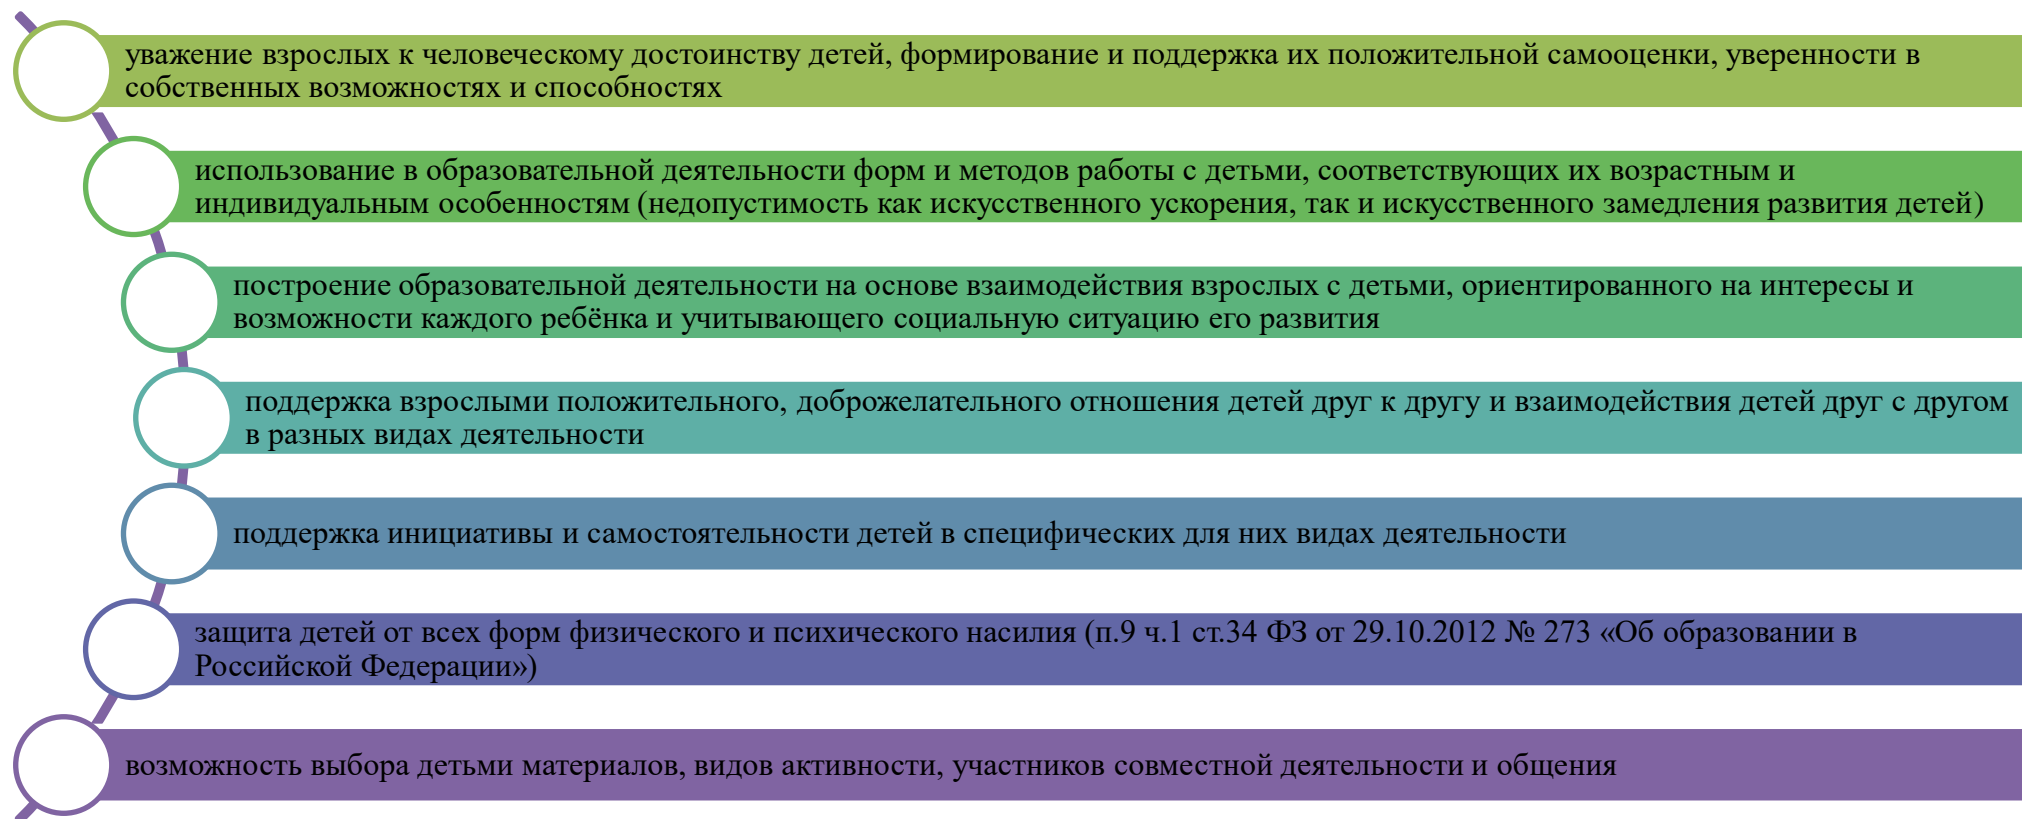 уважение взрослых к человеческому достоинству детей, формирование и поддержка их положительной самооценки, уверенности в
собственных возможностях и способностях
использование в образовательной деятельности форм и методов работы с детьми, соответствующих их возрастным и
индивидуальным особенностям (недопустимость как искусственного ускорения, так и искусственного замедления развития детей)
построение образовательной деятельности на основе взаимодействия взрослых с детьми, ориентированного на интересы и
возможности каждого ребёнка и учитывающего социальную ситуацию его развития
поддержка взрослыми положительного, доброжелательного отношения детей друг к другу и взаимодействия детей друг с другом
в разных видах деятельности
поддержка инициативы и самостоятельности детей в специфических для них видах деятельности
защита детей от всех форм физического и психического насилия (п.9 ч.1 ст.34 ФЗ от 29.10.2012 № 273 «Об образовании в
Российской Федерации»)
возможность выбора детьми материалов, видов активности, участников совместной деятельности и общения